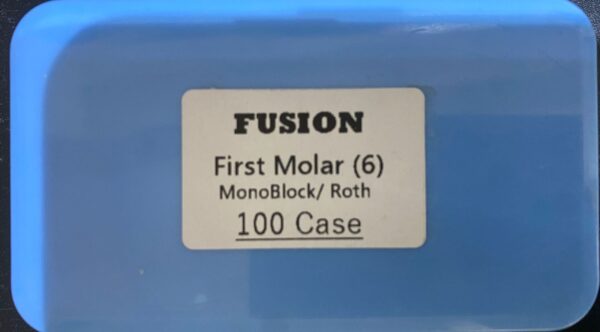 FUSION
First Molar (6)
MonoBlock/ Roth
100 Case